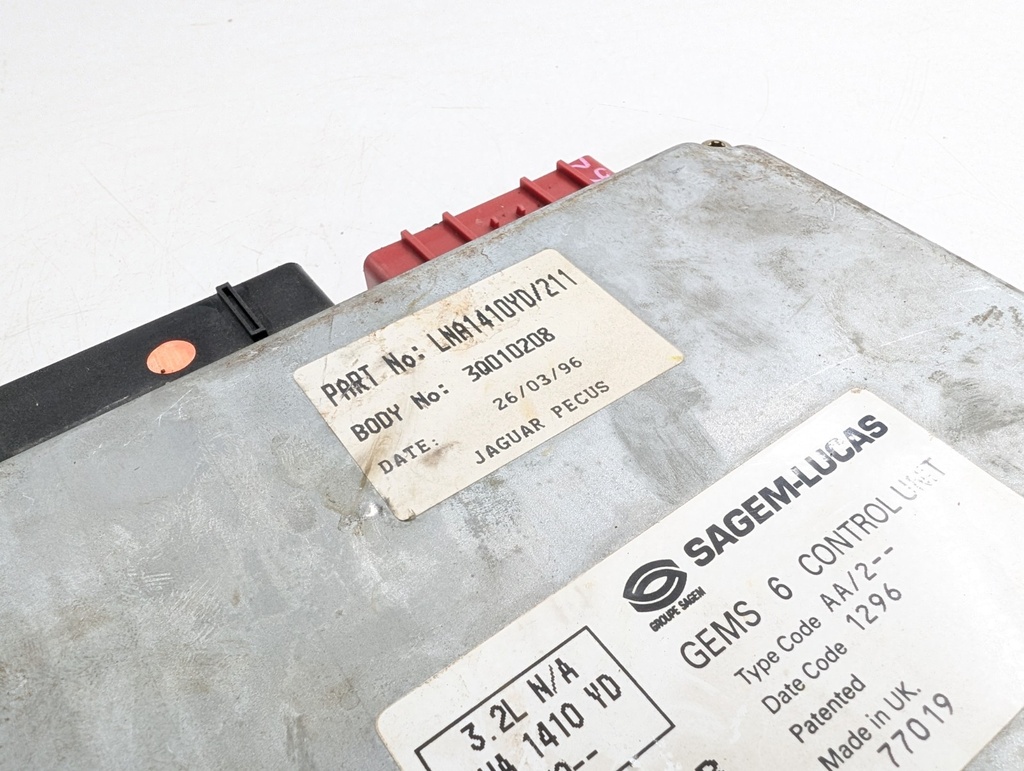 PART No: LNA1410YD/211
BODY No: 3Q010208
DATE: 26/03/96
JAGUAR PECUS
SAGEM-LUCAS
GROUPE SAGEM
GEMS 6 CONTROL UNIT
Type Code AA/2--
Date Code 1296
Patented
Made in UK.
77019
3.2L N/A
1410 YD